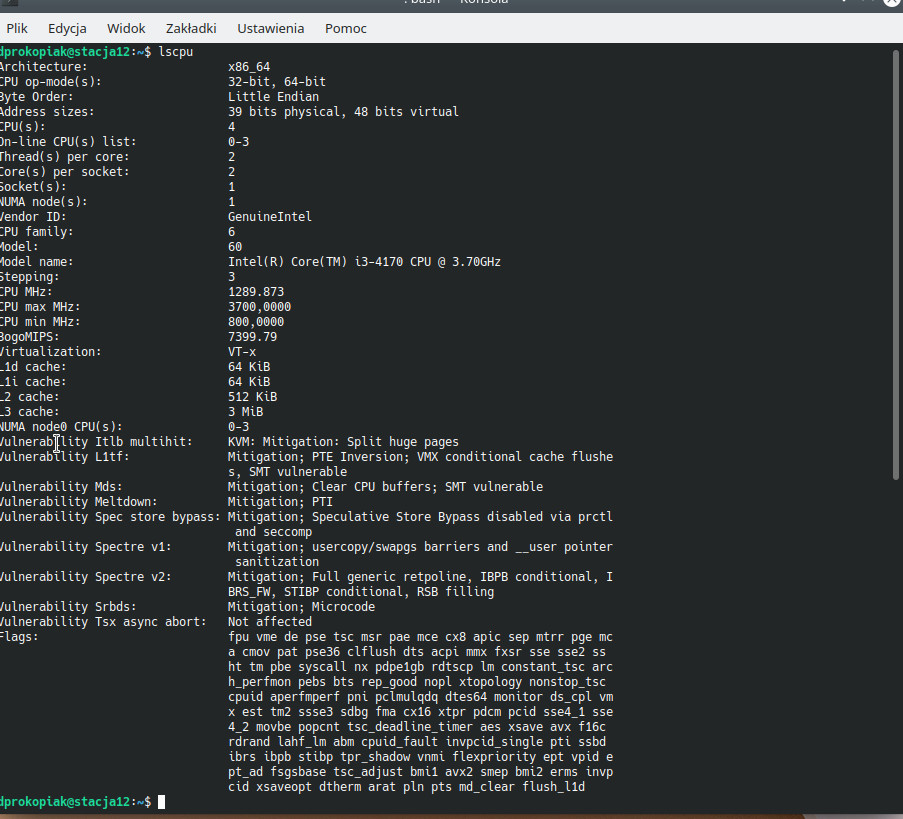 : bash — Konsola
Plik Edycja Widok Zakładki Ustawienia Pomoc
dprokopiak@stacja12:~$ lscpu
Architecture: x86_64
CPU op-mode(s): 32-bit, 64-bit
Byte Order: Little Endian
Address sizes: 39 bits physical, 48 bits virtual
CPU(s): 4
On-line CPU(s) list: 0-3
Thread(s) per core: 2
Core(s) per socket: 2
Socket(s): 1
NUMA node(s): 1
Vendor ID: GenuineIntel
CPU family: 6
Model: 60
Model name: Intel(R) Core(TM) i3-4170 CPU @ 3.70GHz
Stepping: 3
CPU MHz: 1289.873
CPU max MHz: 3700,0000
CPU min MHz: 800,0000
BogoMIPS: 7399.79
Virtualization: VT-x
L1d cache: 64 KiB
L1i cache: 64 KiB
L2 cache: 512 KiB
L3 cache: 3 MiB
NUMA node0 CPU(s): 0-3
Vulnerability Itlb multihit: KVM: Mitigation: Split huge pages
Vulnerability L1tf: Mitigation; PTE Inversion; VMX conditional cache flushe
s, SMT vulnerable
Vulnerability Mds: Mitigation; Clear CPU buffers; SMT vulnerable
Vulnerability Meltdown: Mitigation; PTI
Vulnerability Spec store bypass: Mitigation; Speculative Store Bypass disabled via prctl
and seccomp
Vulnerability Spectre v1: Mitigation; usercopy/swapgs barriers and __user pointer
sanitization
Vulnerability Spectre v2: Mitigation; Full generic retpoline, IBPB conditional, I
BRS_FW, STIBP conditional, RSB filling
Vulnerability Srbds: Mitigation; Microcode
Vulnerability Tsx async abort: Not affected
Flags: fpu vme de pse tsc msr pae mce cx8 apic sep mtrr pge mc
a cmov pat pse36 clflush dts acpi mmx fxsr sse sse2 ss
ht tm pbe syscall nx pdpe1gb rdtscp lm constant_tsc arc
h_perfmon pebs bts rep_good nopl xtopology nonstop_tsc
cpuid aperfmperf pni pclmulqdq dtes64 monitor ds_cpl vm
x est tm2 ssse3 sdbg fma cx16 xtpr pdcm pcid sse4_1 sse
4_2 movbe popcnt tsc_deadline_timer aes xsave avx f16c
rdrand lahf_lm abm cpuid_fault invpcid_single pti ssbd
ibrs ibpb stibp tpr_shadow vnmi flexpriority ept vpid e
pt_ad fsgsbase tsc_adjust bmi1 avx2 smep bmi2 erms invp
cid xsaveopt dtherm arat pln pts md_clear flush_l1d
dprokopiak@stacja12:~$